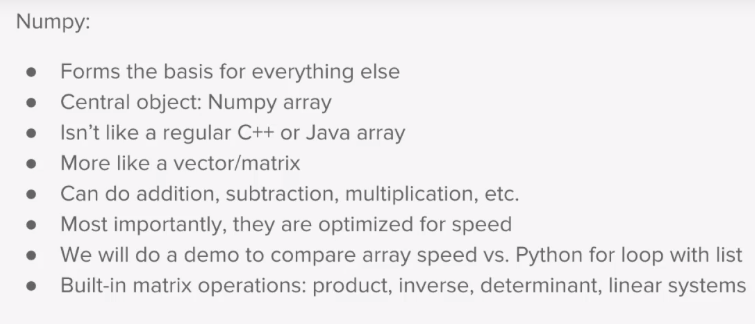 Numpy:
● Forms the basis for everything else
● Central object: Numpy array
● Isn’t like a regular C++ or Java array
● More like a vector/matrix
● Can do addition, subtraction, multiplication, etc.
● Most importantly, they are optimized for speed
● We will do a demo to compare array speed vs. Python for loop with list
● Built-in matrix operations: product, inverse, determinant, linear systems